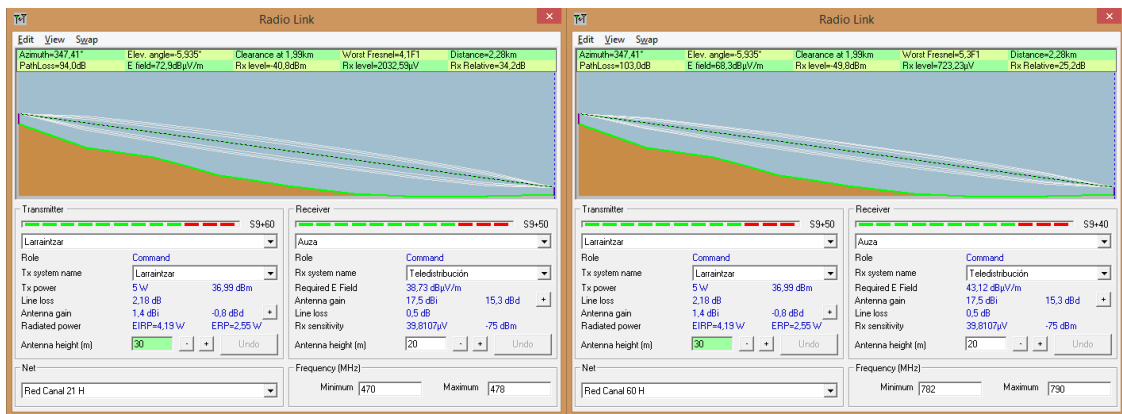 Radio Link
Edit View Swap
Azimuth=347,41° Elev. angle=-5,935° Clearance at 1,99km Worst Fresnel=4,1F1 Distance=2,28km
PathLoss=94,0dB E field=72,9dBµV/m Rx level=-40,8dBm Rx level=2032,59µV Rx Relative=34,2dB
Transmitter
S9+60
Larraintzar
Role Command
Tx system name Larraintzar
Tx power 5 W 36,99 dBm
Line loss 2,18 dB
Antenna gain 1,4 dBi -0,8 dBd +
Radiated power EIRP=4,19 W ERP=2,55 W
Antenna height (m) 30 - + Undo
Receiver
S9+50
Auza
Role Command
Rx system name Teledistribución
Required E Field 38,73 dBµV/m
Antenna gain 17,5 dBi 15,3 dBd +
Line loss 0,5 dB
Rx sensitivity 39,8107µV -75 dBm
Antenna height (m) 20 - + Undo
Net
Red Canal 21 H
Frequency (MHz)
Minimum 470 Maximum 478
Radio Link
Edit View Swap
Azimuth=347,41° Elev. angle=-5,935° Clearance at 1,99km Worst Fresnel=5,3F1 Distance=2,28km
PathLoss=103,0dB E field=68,3dBµV/m Rx level=-49,8dBm Rx level=723,23µV Rx Relative=25,2dB
Transmitter
S9+50
Larraintzar
Role Command
Tx system name Larraintzar
Tx power 5 W 36,99 dBm
Line loss 2,18 dB
Antenna gain 1,4 dBi -0,8 dBd +
Radiated power EIRP=4,19 W ERP=2,55 W
Antenna height (m) 30 - + Undo
Receiver
S9+40
Auza
Role Command
Rx system name Teledistribución
Required E Field 43,12 dBµV/m
Antenna gain 17,5 dBi 15,3 dBd +
Line loss 0,5 dB
Rx sensitivity 39,8107µV -75 dBm
Antenna height (m) 20 - + Undo
Net
Red Canal 60 H
Frequency (MHz)
Minimum 782 Maximum 790